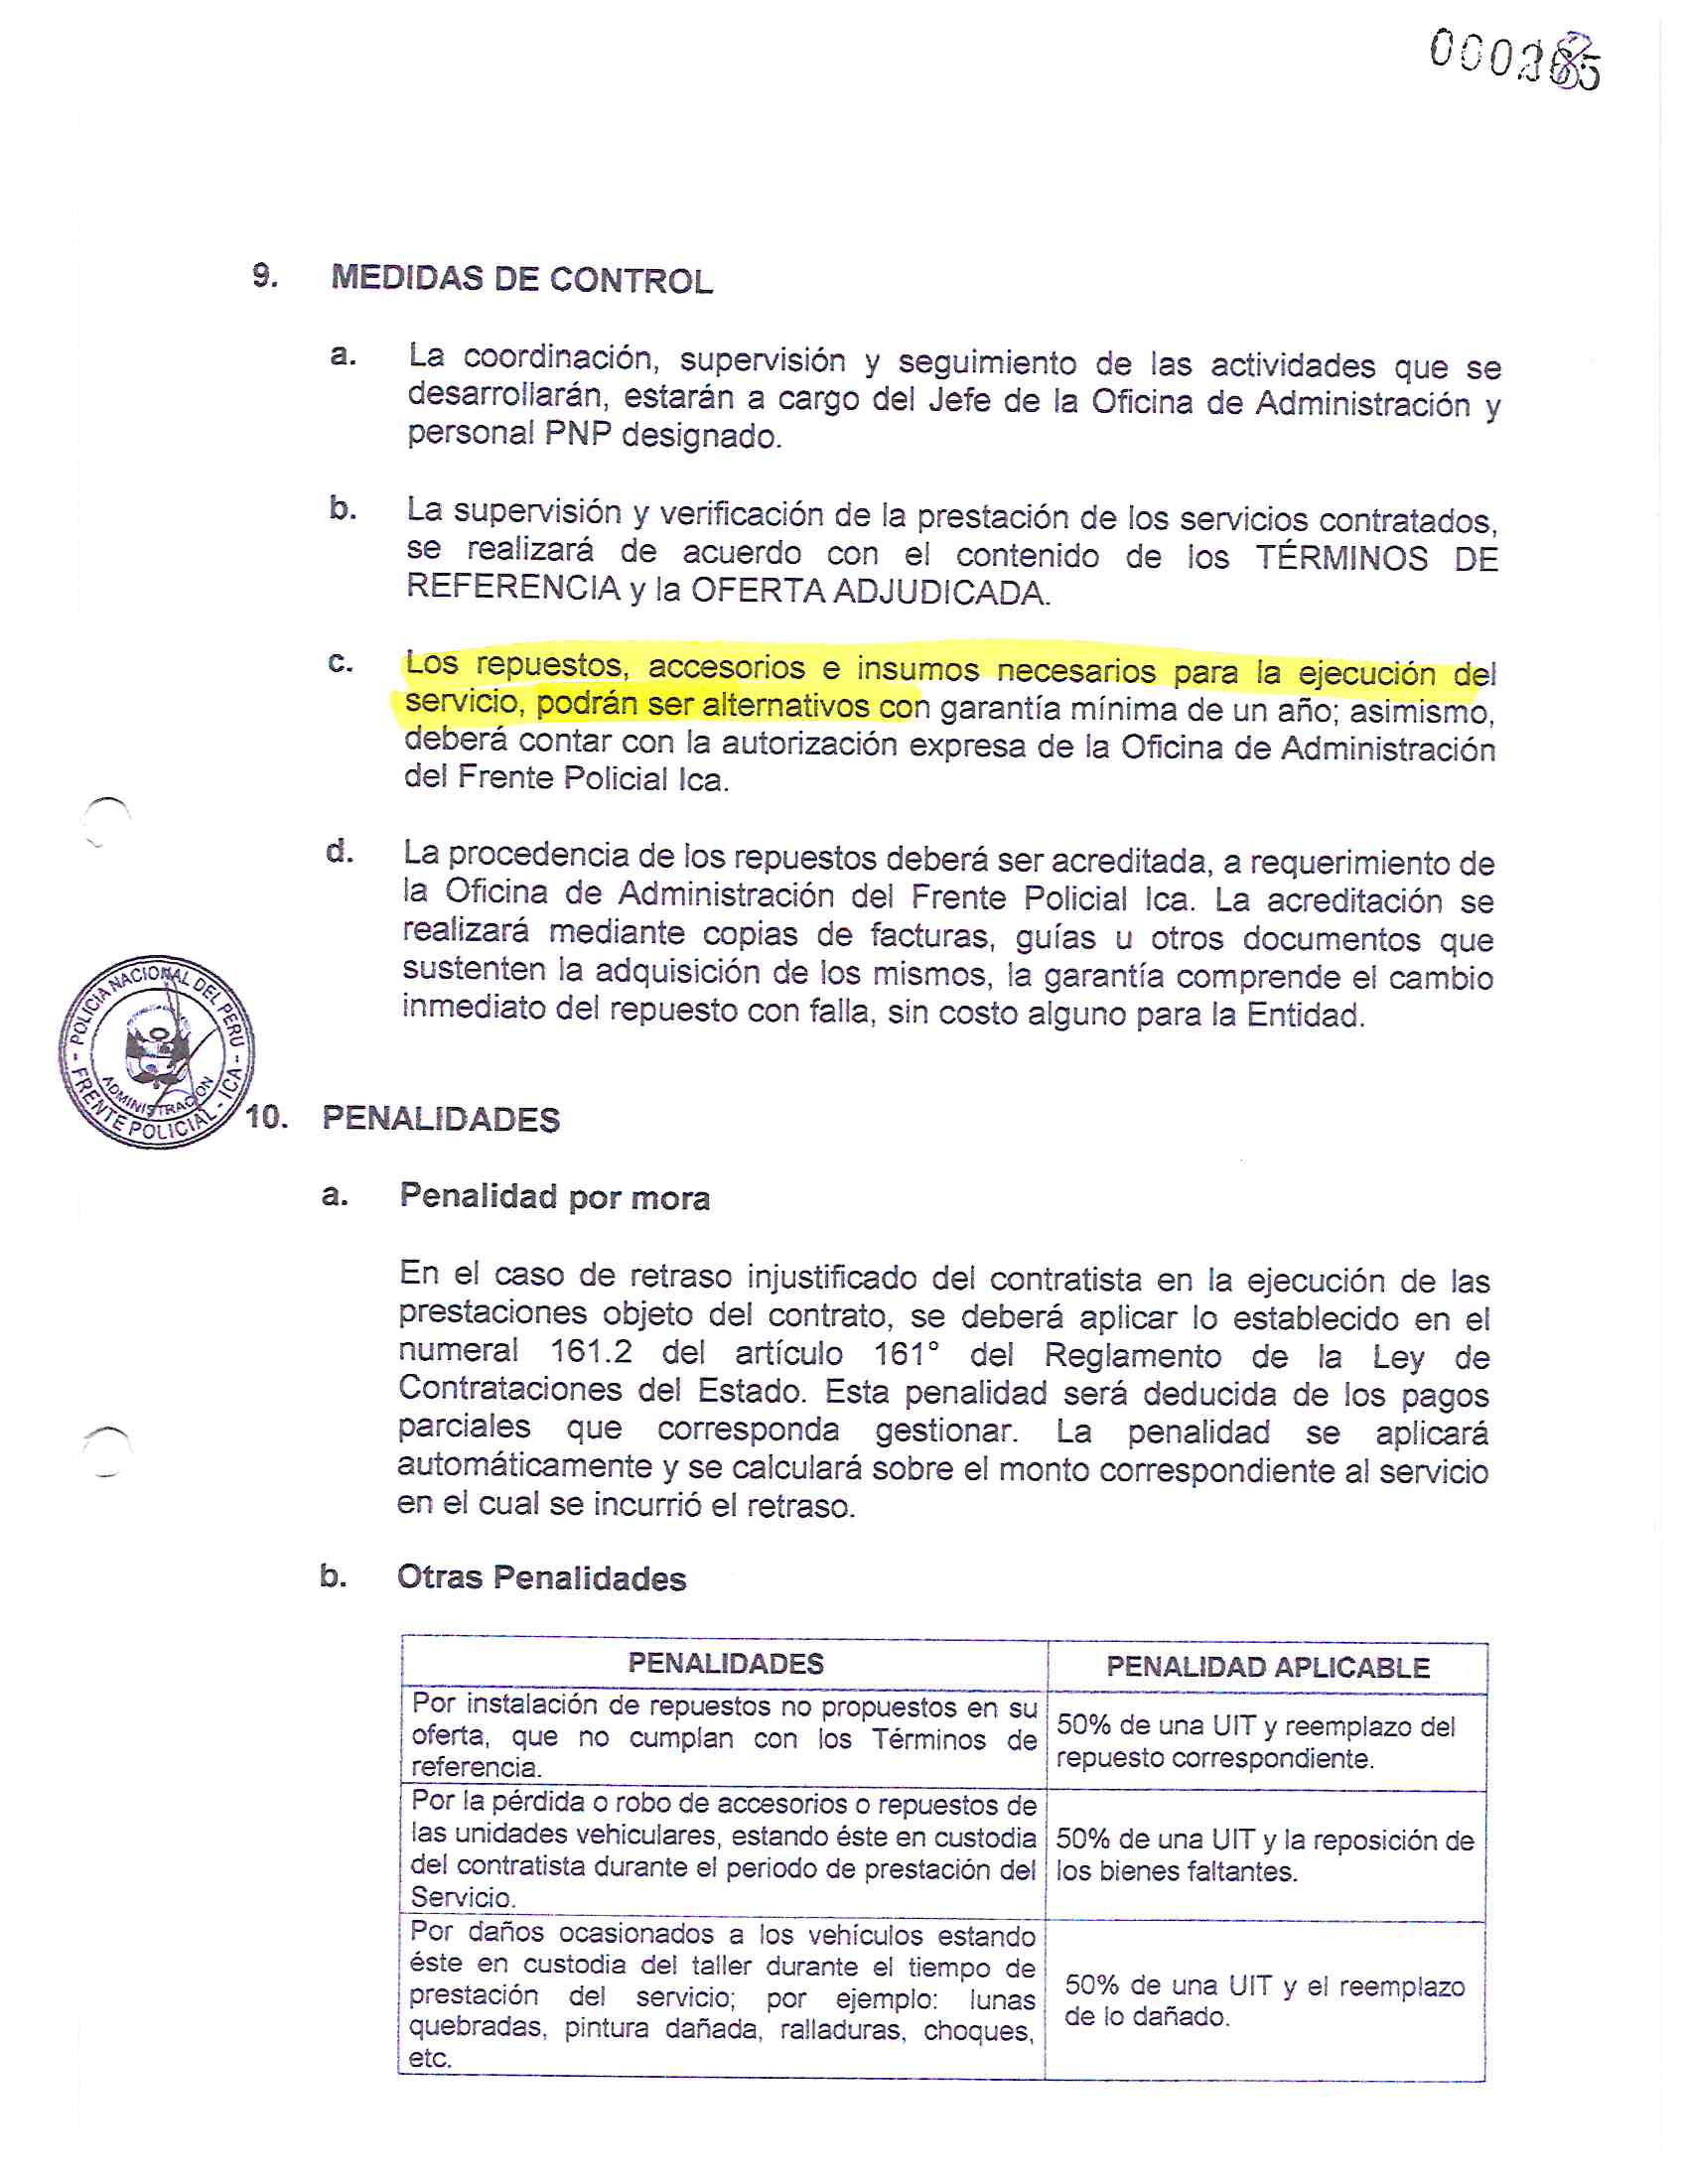 9. MEDIDAS DE CONTROL
a. La coordinación, supervisión y seguimiento de las actividades que se
desarrollarán, estarán a cargo del Jefe de la Oficina de Administración y
personal PNP designado.
b. La supervisión y verificación de la prestación de los servicios contratados,
se realizará de acuerdo con el contenido de los TÉRMINOS DE
REFERENCIA y la OFERTA ADJUDICADA.
c. Los repuestos, accesorios e insumos necesarios para la ejecución del
servicio, podrán ser alternativos con garantía mínima de un año; asimismo,
deberá contar con la autorización expresa de la Oficina de Administración
del Frente Policial Ica.
d. La procedencia de los repuestos deberá ser acreditada, a requerimiento de
la Oficina de Administración del Frente Policial Ica. La acreditación se
realizará mediante copias de facturas, guías u otros documentos que
sustenten la adquisición de los mismos, la garantía comprende el cambio
inmediato del repuesto con falla, sin costo alguno para la Entidad.
POLICIA NACIONAL DEL PERU
ADMINISTRACION
- FRENTE POLICIAL - ICA -
10. PENALIDADES
a. Penalidad por mora
En el caso de retraso injustificado del contratista en la ejecución de las
prestaciones objeto del contrato, se deberá aplicar lo establecido en el
numeral 161.2 del artículo 161° del Reglamento de la Ley de
Contrataciones del Estado. Esta penalidad será deducida de los pagos
parciales que corresponda gestionar. La penalidad se aplicará
automáticamente y se calculará sobre el monto correspondiente al servicio
en el cual se incurrió el retraso.
b. Otras Penalidades
PENALIDADES PENALIDAD APLICABLE
Por instalación de repuestos no propuestos en su
oferta, que no cumplan con los Términos de
referencia.
50% de una UIT y reemplazo del
repuesto correspondiente.
Por la pérdida o robo de accesorios o repuestos de
las unidades vehiculares, estando éste en custodia
del contratista durante el periodo de prestación del
Servicio.
50% de una UIT y la reposición de
los bienes faltantes.
Por daños ocasionados a los vehículos estando
éste en custodia del taller durante el tiempo de
prestación del servicio; por ejemplo: lunas
quebradas, pintura dañada, ralladuras, choques,
etc.
50% de una UIT y el reemplazo
de lo dañado.